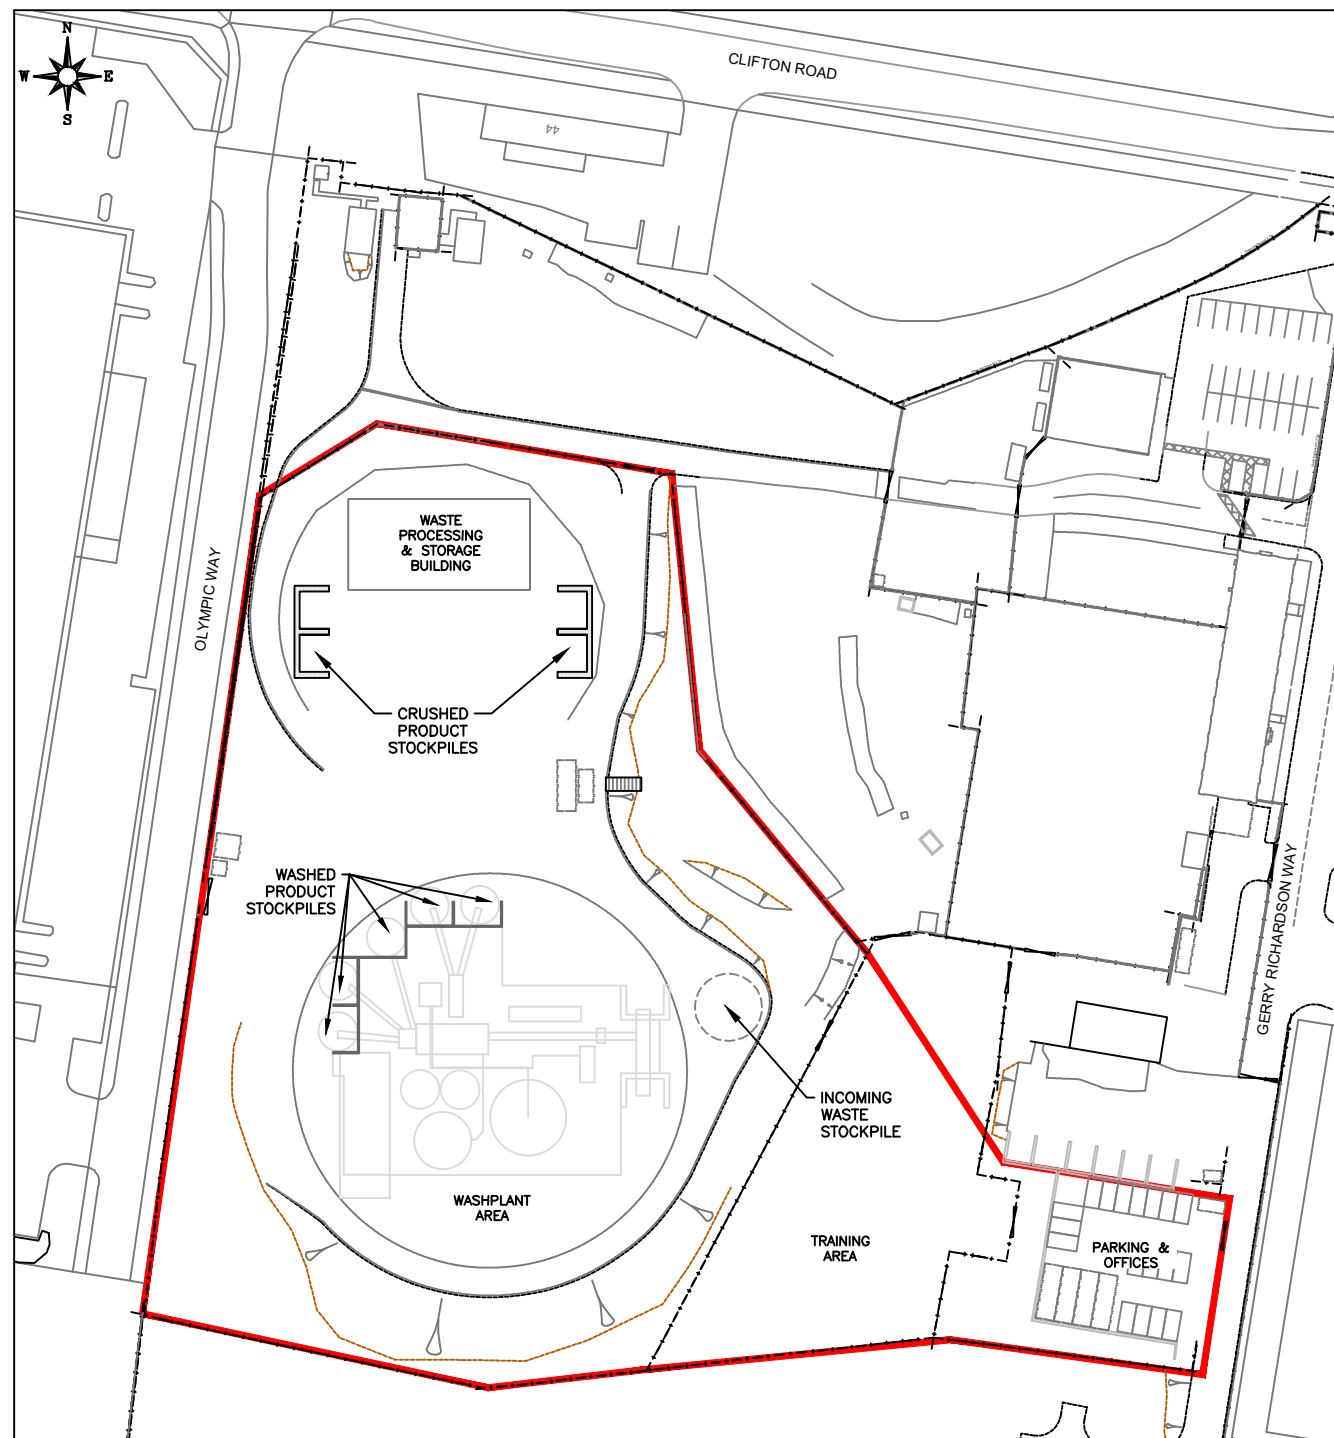 N
W E
S
CLIFTON ROAD
44
WASTE
PROCESSING
& STORAGE
BUILDING
OLYMPIC WAY
CRUSHED
PRODUCT
STOCKPILES
WASHED
PRODUCT
STOCKPILES
GERRY RICHARDSON WAY
INCOMING
WASTE
STOCKPILE
WASHPLANT
AREA
TRAINING
AREA
PARKING &
OFFICES